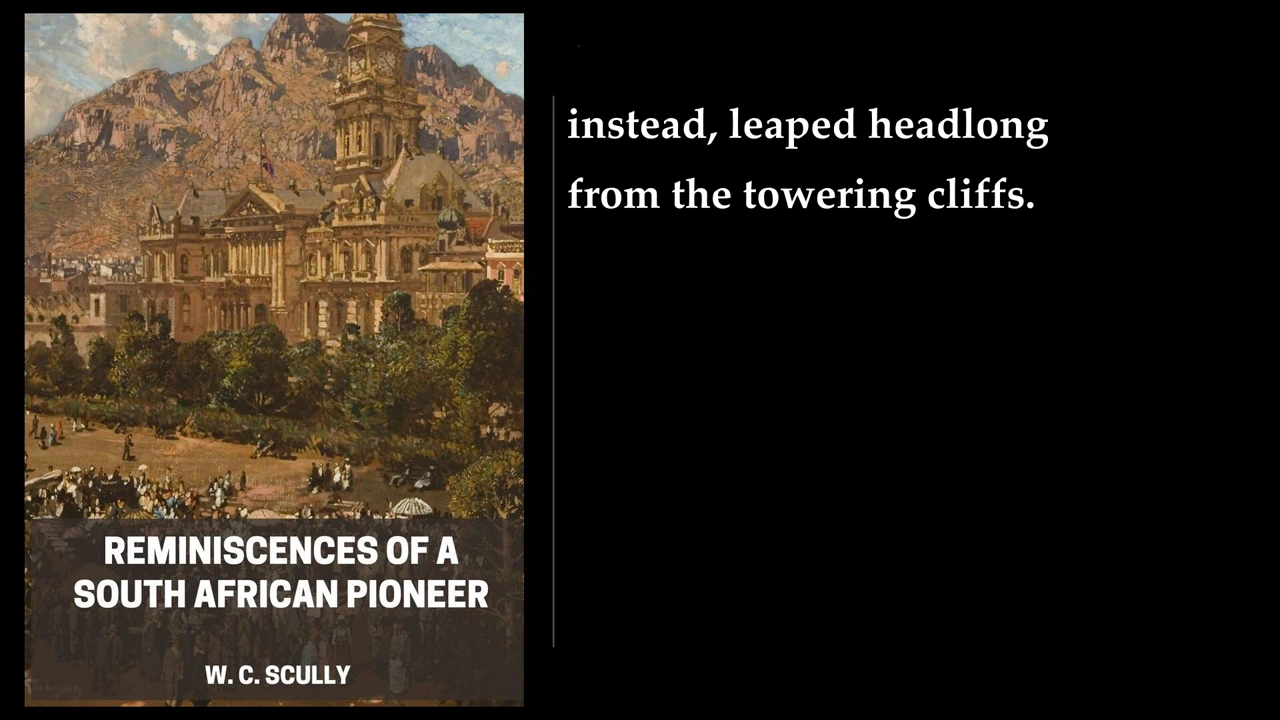 instead, leaped headlong
from the towering cliffs.
REMINISCENCES OF A
SOUTH AFRICAN PIONEER
W. C. SCULLY